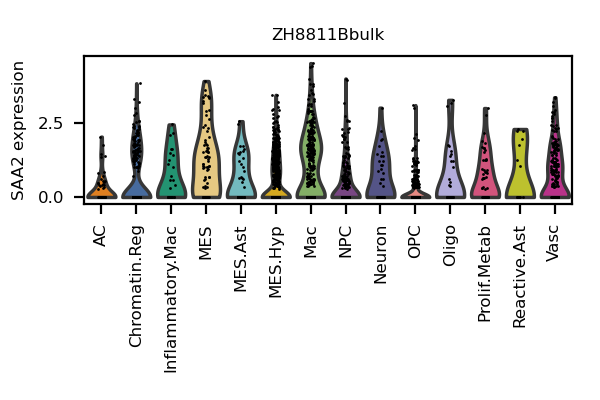 ZH8811Bbulk
SAA2 expression
2.5
0.0
AC
Chromatin.Reg
Inflammatory.Mac
MES
MES.Ast
MES.Hyp
Mac
NPC
Neuron
OPC
Oligo
Prolif.Metab
Reactive.Ast
Vasc